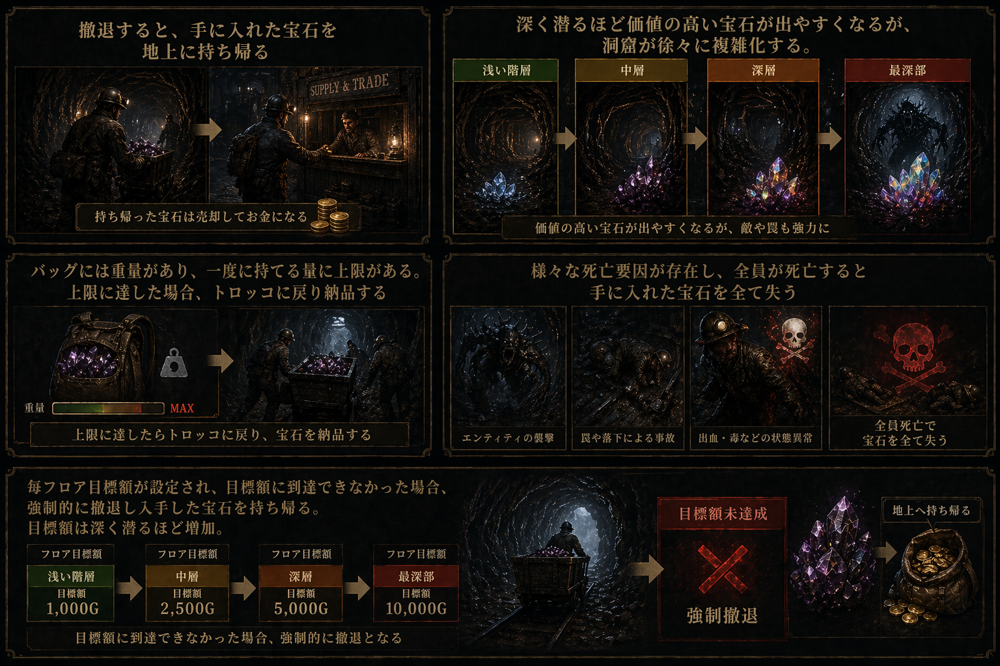 撤退すると、手に入れた宝石を
地上に持ち帰る
SUPPLY & TRADE
持ち帰った宝石は売却してお金になる
深く潜るほど価値の高い宝石が出やすくなるが、
洞窟が徐々に複雑化する。
浅い階層
中層
深層
最深部
価値の高い宝石が出やすくなるが、敵や罠も強力に
バッグには重量があり、一度に持てる量に上限がある。
上限に達した場合、トロッコに戻り納品する
重量
MAX
上限に達したらトロッコに戻り、宝石を納品する
様々な死亡要因が存在し、全員が死亡すると
手に入れた宝石を全て失う
エンティティの襲撃
罠や落下による事故
出血・毒などの状態異常
全員死亡で
宝石を全て失う
毎フロア目標額が設定され、目標額に到達できなかった場合、
強制的に撤退し入手した宝石を持ち帰る。
目標額は深く潜るほど増加。
フロア目標額
浅い階層
目標額
1,000G
フロア目標額
中層
目標額
2,500G
フロア目標額
深層
目標額
5,000G
フロア目標額
最深部
目標額
10,000G
目標額に到達できなかった場合、強制的に撤退となる
目標額未達成
強制撤退
地上へ持ち帰る